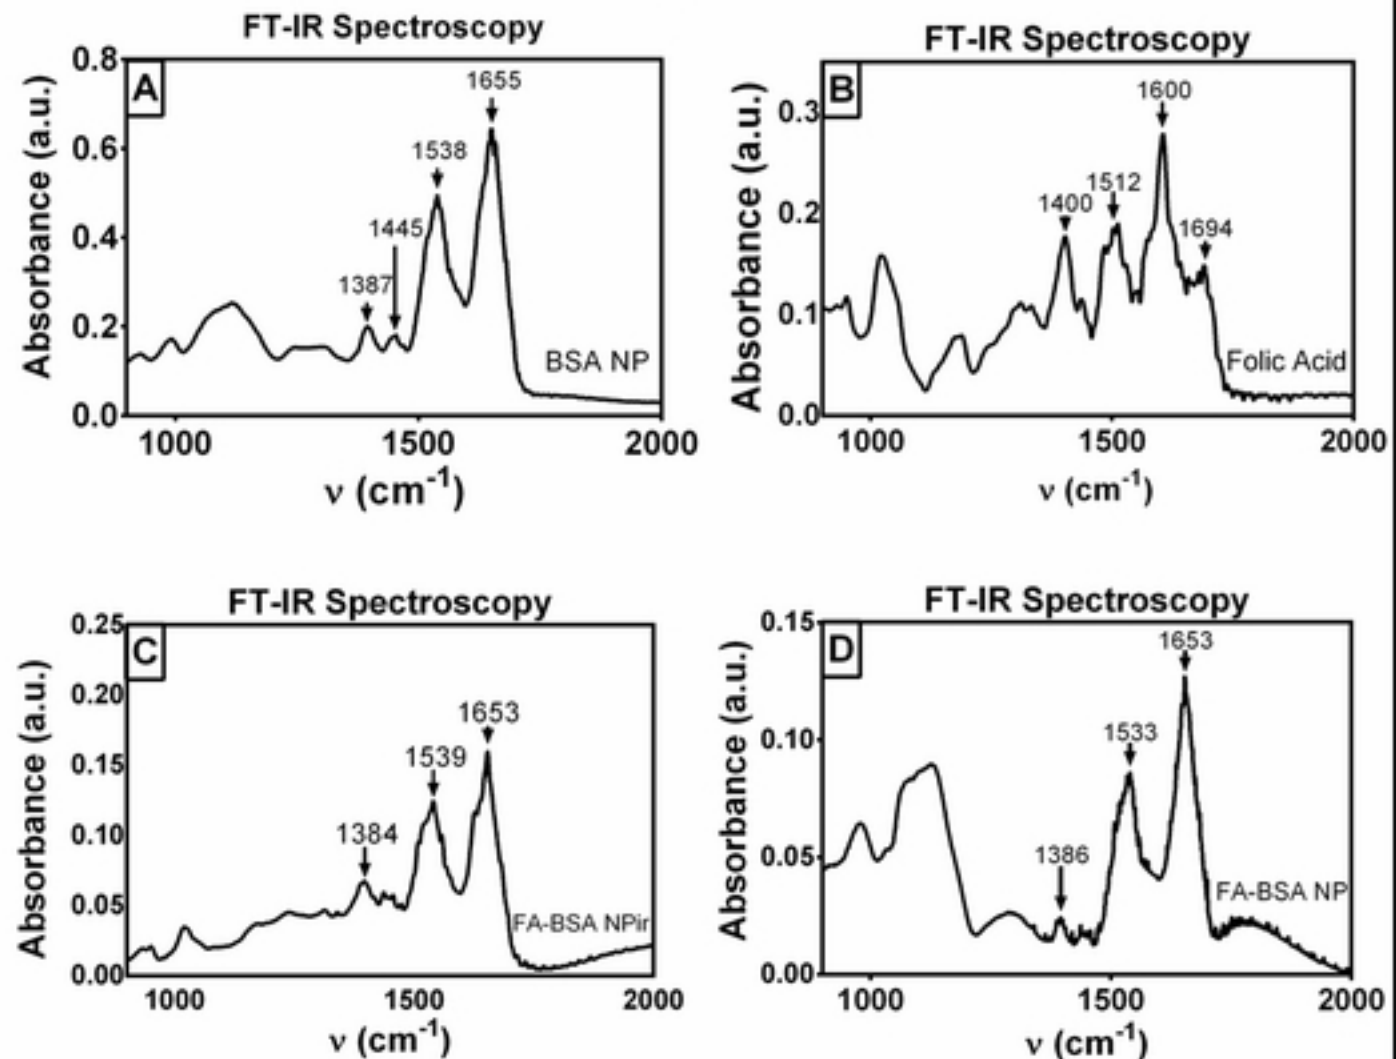 FT-IR Spectroscopy
A
Absorbance (a.u.)
0.8
0.6
0.4
0.2
0.0
1387
1445
1538
1655
BSA NP
1000 1500 2000
ν (cm-1)
FT-IR Spectroscopy
B
Absorbance (a.u.)
0.3
0.2
0.1
0.0
1400
1512
1600
1694
Folic Acid
1000 1500 2000
ν (cm-1)
FT-IR Spectroscopy
C
Absorbance (a.u.)
0.25
0.20
0.15
0.10
0.05
0.00
1384
1539
1653
FA-BSA NPir
1000 1500 2000
ν (cm-1)
FT-IR Spectroscopy
D
Absorbance (a.u.)
0.15
0.10
0.05
0.00
1386
1533
1653
FA-BSA NP
1000 1500 2000
ν (cm-1)